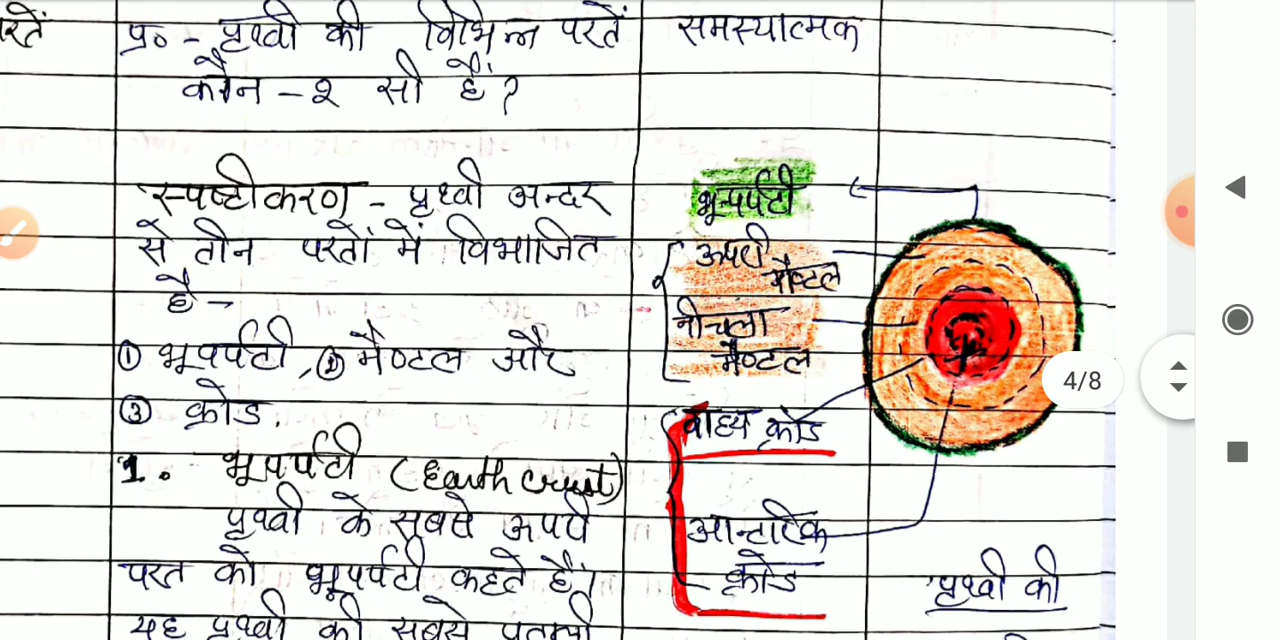 रतें
प्र० - पृथ्वी की विभिन्न परतें
कौन - २ सी हैं?
समस्यात्मक
स्पष्टीकरण - पृथ्वी अन्दर
से तीन परतों में विभाजित
है -
① भूपर्पटी, ② मैण्टल और
③ क्रोड.
1. भूपर्पटी (Earth crust)
पृथ्वी के सबसे ऊपरी
परत को भूपर्पटी कहते हैं।
यह पृथ्वी की सबसे पतली
भूपर्पटी
ऊपरी
मैण्टल
नीचला
मैण्टल
वाह्य क्रोड
आन्तरिक
क्रोड
पृथ्वी की
4/8